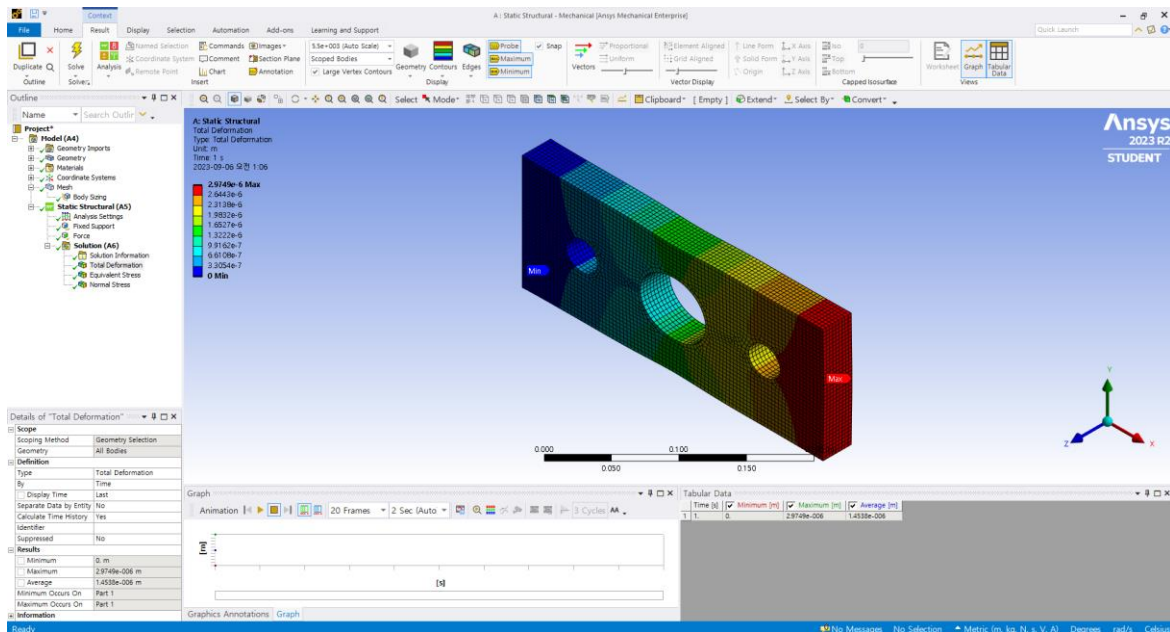 Context
A : Static Structural - Mechanical [Ansys Mechanical Enterprise]
File Home Result Display Selection Automation Add-ons Learning and Support
Quick Launch
Duplicate Solve Analysis
Named Selection Commands Images
Coordinate System Comment Section Plane
Remote Point Chart Annotation
5.5e+003 (Auto Scale)
Scoped Bodies
Large Vertex Contours
Geometry Contours Edges
Probe Snap
Maximum
Minimum
Vectors
Proportional
Uniform
Element Aligned
Grid Aligned
Line Form X Axis
Solid Form Y Axis
Origin Z Axis
Iso 0
Top
Bottom
Worksheet Graph Tabular Data
Outline Solver Insert Display Vector Display Capped Isosurface Views
Outline
Name Search Outlir
Select Mode Clipboard [ Empty ] Extend Select By Convert
Project*
Model (A4)
Geometry Imports
Geometry
Materials
Coordinate Systems
Mesh
Body Sizing
Static Structural (A5)
Analysis Settings
Fixed Support
Force
Solution (A6)
Solution Information
Total Deformation
Equivalent Stress
Normal Stress
A: Static Structural
Total Deformation
Type: Total Deformation
Unit: m
Time: 1 s
2023-09-06 오전 1:06
2.9749e-6 Max
2.6443e-6
2.3138e-6
1.9832e-6
1.6527e-6
1.3222e-6
9.9162e-7
6.6108e-7
3.3054e-7
0 Min
Ansys
2023 R2
STUDENT
Min
Max
0.000 0.100
0.050 0.150
Y
Z X
Details of "Total Deformation"
Scope
Scoping Method Geometry Selection
Geometry All Bodies
Definition
Type Total Deformation
By Time
Display Time Last
Separate Data by Entity No
Calculate Time History Yes
Identifier
Suppressed No
Results
Minimum 0. m
Maximum 2.9749e-006 m
Average 1.4538e-006 m
Minimum Occurs On Part 1
Maximum Occurs On Part 1
Information
Graph
Animation 20 Frames 2 Sec (Auto 3 Cycles
[m]
[s]
Graphics Annotations Graph
Tabular Data
Time [s] Minimum [m] Maximum [m] Average [m]
1 1. 0. 2.9749e-006 1.4538e-006
Ready
No Messages No Selection Metric (m, kg, N, s, V, A) Degrees rad/s Celsius